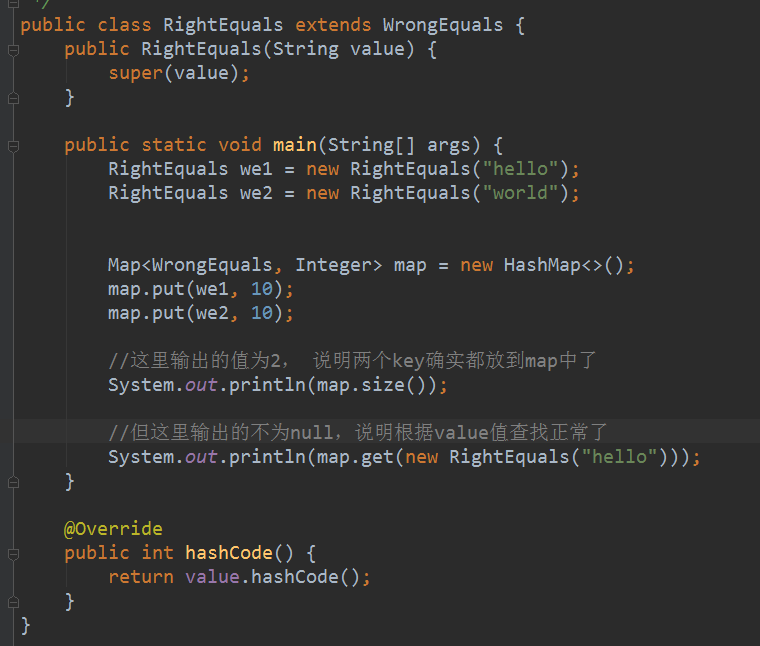 */
public class RightEquals extends WrongEquals {
    public RightEquals(String value) {
        super(value);
    }

    public static void main(String[] args) {
        RightEquals we1 = new RightEquals("hello");
        RightEquals we2 = new RightEquals("world");


        Map<WrongEquals, Integer> map = new HashMap<>();
        map.put(we1, 10);
        map.put(we2, 10);

        //这里输出的值为2， 说明两个key确实都放到map中了
        System.out.println(map.size());

        //但这里输出的不为null，说明根据value值查找正常了
        System.out.println(map.get(new RightEquals("hello")));
    }

    @Override
    public int hashCode() {
        return value.hashCode();
    }
}